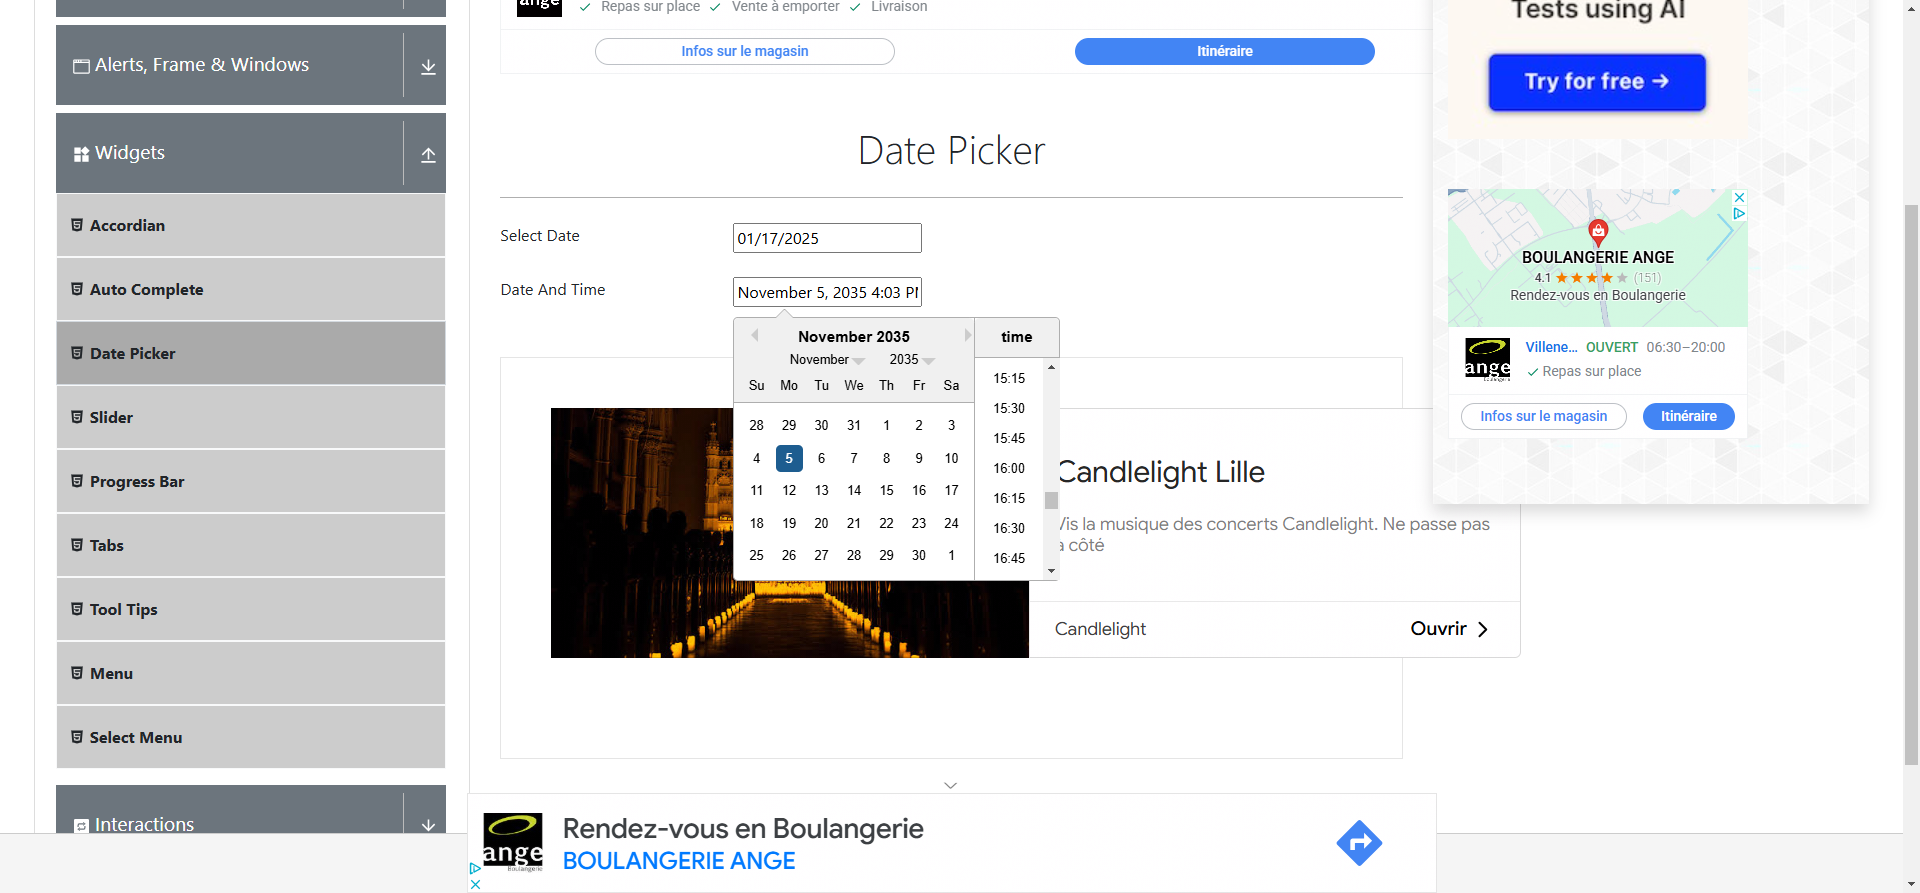 ange
Repas sur place
Vente à emporter
Livraison
Infos sur le magasin
Itinéraire
Tests using AI
Try for free →
Alerts, Frame & Windows
Widgets
Accordian
Auto Complete
Date Picker
Slider
Progress Bar
Tabs
Tool Tips
Menu
Select Menu
Interactions
Date Picker
Select Date
01/17/2025
Date And Time
November 5, 2035 4:03 PM
November 2035
November
2035
Su Mo Tu We Th Fr Sa
28 29 30 31 1 2 3
4 5 6 7 8 9 10
11 12 13 14 15 16 17
18 19 20 21 22 23 24
25 26 27 28 29 30 1
time
15:15
15:30
15:45
16:00
16:15
16:30
16:45
Candlelight Lille
Vis la musique des concerts Candlelight. Ne passe pas
à côté
Candlelight
Ouvrir
BOULANGERIE ANGE
4.1 (151)
Rendez-vous en Boulangerie
ange
Boulangerie
Villene... OUVERT 06:30–20:00
Repas sur place
Infos sur le magasin
Itinéraire
ange
Boulangerie
Rendez-vous en Boulangerie
BOULANGERIE ANGE